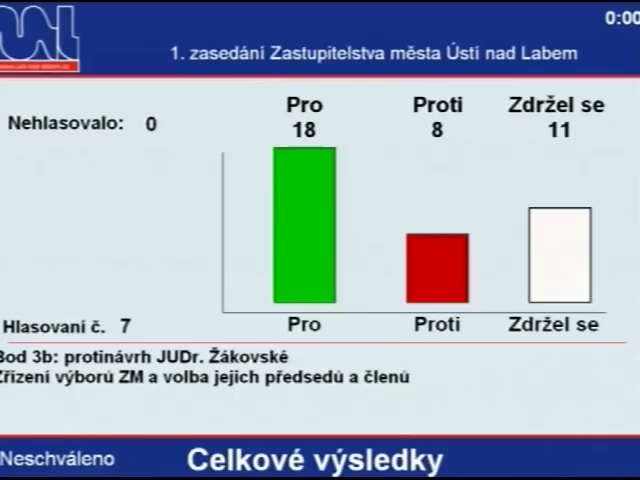 0:00
1. zasedání Zastupitelstva města Ústí nad Labem
Nehlasovalo: 0
Pro Proti Zdržel se
18 8 11
Hlasovaní č. 7
Pro Proti Zdržel se
Bod 3b: protinávrh JUDr. Žákovské
Zřízení výborů ZM a volba jejich předsedů a členů
Neschváleno
Celkové výsledky